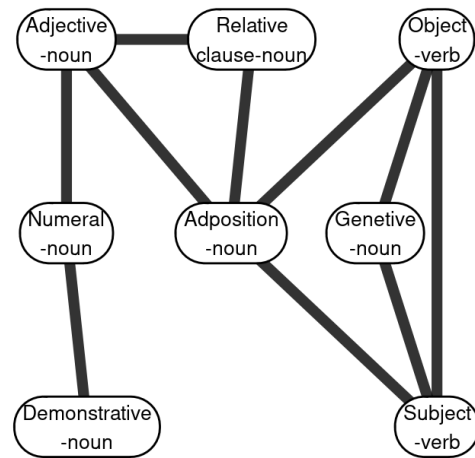 Adjective
-noun
Relative
clause-noun
Object
-verb
Numeral
-noun
Adposition
-noun
Genetive
-noun
Demonstrative
-noun
Subject
-verb